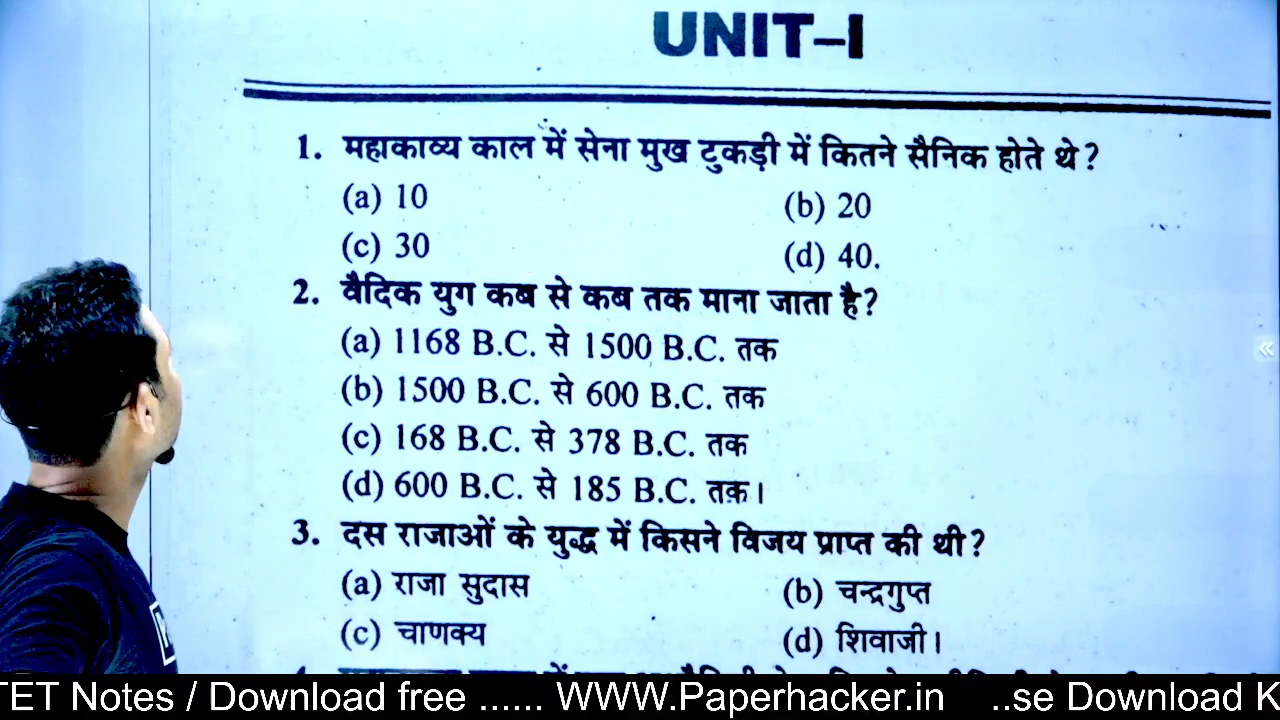 UNIT–I
1. महाकाव्य काल में सेना मुख टुकड़ी में कितने सैनिक होते थे?
(a) 10 (b) 20
(c) 30 (d) 40.
2. वैदिक युग कब से कब तक माना जाता है?
(a) 1168 B.C. से 1500 B.C. तक
(b) 1500 B.C. से 600 B.C. तक
(c) 168 B.C. से 378 B.C. तक
(d) 600 B.C. से 185 B.C. तक।
3. दस राजाओं के युद्ध में किसने विजय प्राप्त की थी?
(a) राजा सुदास (b) चन्द्रगुप्त
(c) चाणक्य (d) शिवाजी।
TET Notes / Download free ...... WWW.Paperhacker.in ..se Download K